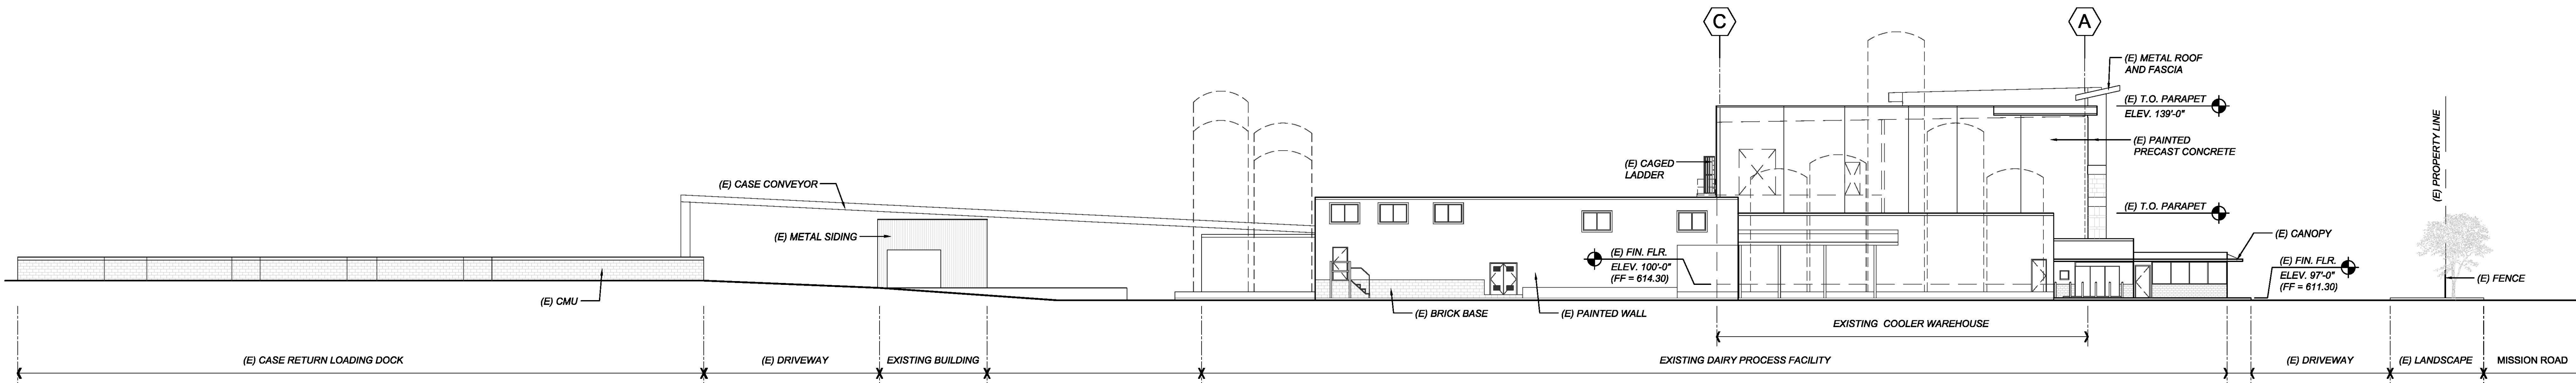 C
A
(E) METAL ROOF
AND FASCIA
(E) T.O. PARAPET
ELEV. 139'-0"
(E) PAINTED
PRECAST CONCRETE
(E) PROPERTY LINE
(E) CAGED
LADDER
(E) CASE CONVEYOR
(E) T.O. PARAPET
(E) METAL SIDING
(E) CANOPY
(E) FIN. FLR.
ELEV. 100'-0"
(FF = 614.30)
(E) FIN. FLR.
ELEV. 97'-0"
(FF = 611.30)
(E) FENCE
(E) CMU
(E) BRICK BASE
(E) PAINTED WALL
EXISTING COOLER WAREHOUSE
(E) CASE RETURN LOADING DOCK
(E) DRIVEWAY
EXISTING BUILDING
EXISTING DAIRY PROCESS FACILITY
(E) DRIVEWAY
(E) LANDSCAPE
MISSION ROAD